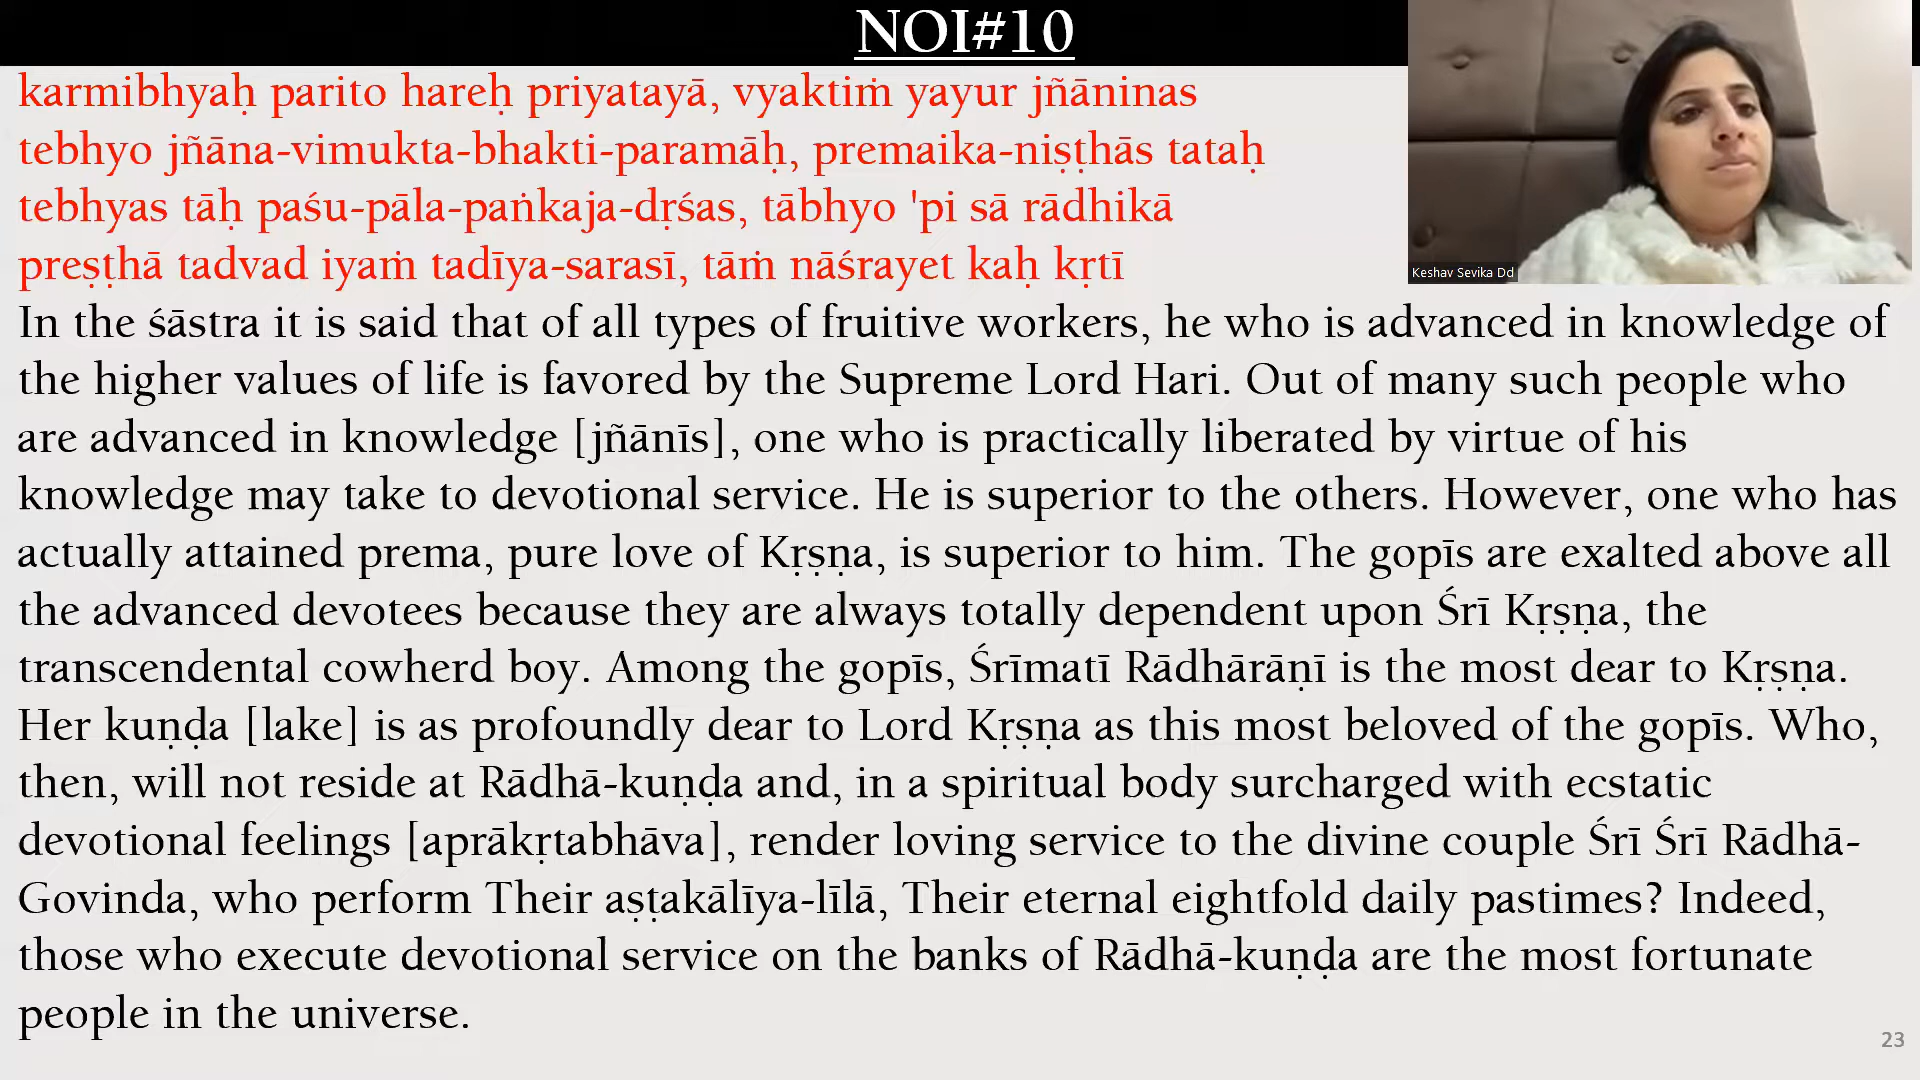 NOI#10
karmibhyaḥ parito hareḥ priyatayā, vyaktiṁ yayur jñāninas
tebhyo jñāna-vimukta-bhakti-paramāḥ, premaika-niṣṭhās tataḥ
tebhyas tāḥ paśu-pāla-paṅkaja-dṛśas, tābhyo 'pi sā rādhikā
preṣṭhā tadvad iyaṁ tadīya-sarasī, tāṁ nāśrayet kaḥ kṛtī
Keshav Sevika Dd
In the śāstra it is said that of all types of fruitive workers, he who is advanced in knowledge of
the higher values of life is favored by the Supreme Lord Hari. Out of many such people who
are advanced in knowledge [jñānīs], one who is practically liberated by virtue of his
knowledge may take to devotional service. He is superior to the others. However, one who has
actually attained prema, pure love of Kṛṣṇa, is superior to him. The gopīs are exalted above all
the advanced devotees because they are always totally dependent upon Śrī Kṛṣṇa, the
transcendental cowherd boy. Among the gopīs, Śrīmatī Rādhārāṇī is the most dear to Kṛṣṇa.
Her kuṇḍa [lake] is as profoundly dear to Lord Kṛṣṇa as this most beloved of the gopīs. Who,
then, will not reside at Rādhā-kuṇḍa and, in a spiritual body surcharged with ecstatic
devotional feelings [aprākṛtabhāva], render loving service to the divine couple Śrī Śrī Rādhā-
Govinda, who perform Their aṣṭakālīya-līlā, Their eternal eightfold daily pastimes? Indeed,
those who execute devotional service on the banks of Rādhā-kuṇḍa are the most fortunate
people in the universe.
23